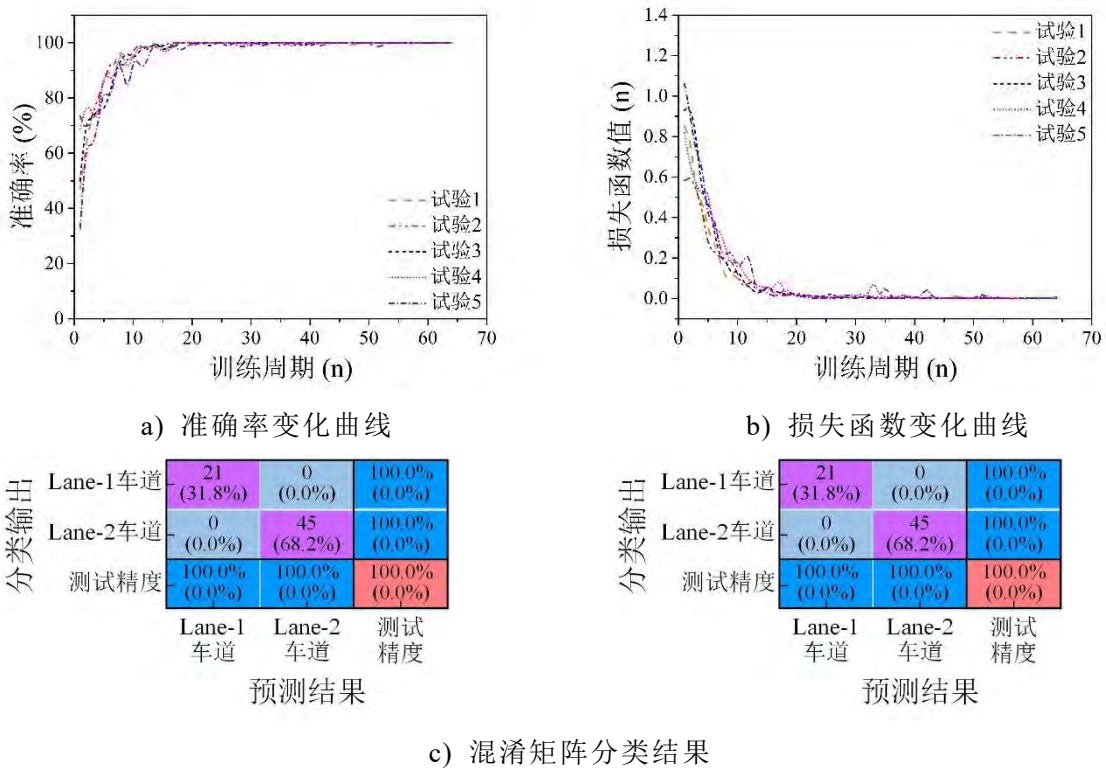 准确率 (%)
100
80
60
40
20
0
试验1
试验2
试验3
试验4
试验5
0 10 20 30 40 50 60 70
训练周期 (n)
a) 准确率变化曲线
损失函数值 (n)
1.4
1.2
1.0
0.8
0.6
0.4
0.2
0.0
试验1
试验2
试验3
试验4
试验5
0 10 20 30 40 50 60 70
训练周期 (n)
b) 损失函数变化曲线
分类输出
Lane-1车道
21 0 100.0%
(31.8%) (0.0%) (0.0%)
Lane-2车道
0 45 100.0%
(0.0%) (68.2%) (0.0%)
测试精度
100.0% 100.0% 100.0%
(0.0%) (0.0%) (0.0%)
Lane-1 Lane-2 测试
车道 车道 精度
预测结果
分类输出
Lane-1车道
21 0 100.0%
(31.8%) (0.0%) (0.0%)
Lane-2车道
0 45 100.0%
(0.0%) (68.2%) (0.0%)
测试精度
100.0% 100.0% 100.0%
(0.0%) (0.0%) (0.0%)
Lane-1 Lane-2 测试
车道 车道 精度
预测结果
c) 混淆矩阵分类结果